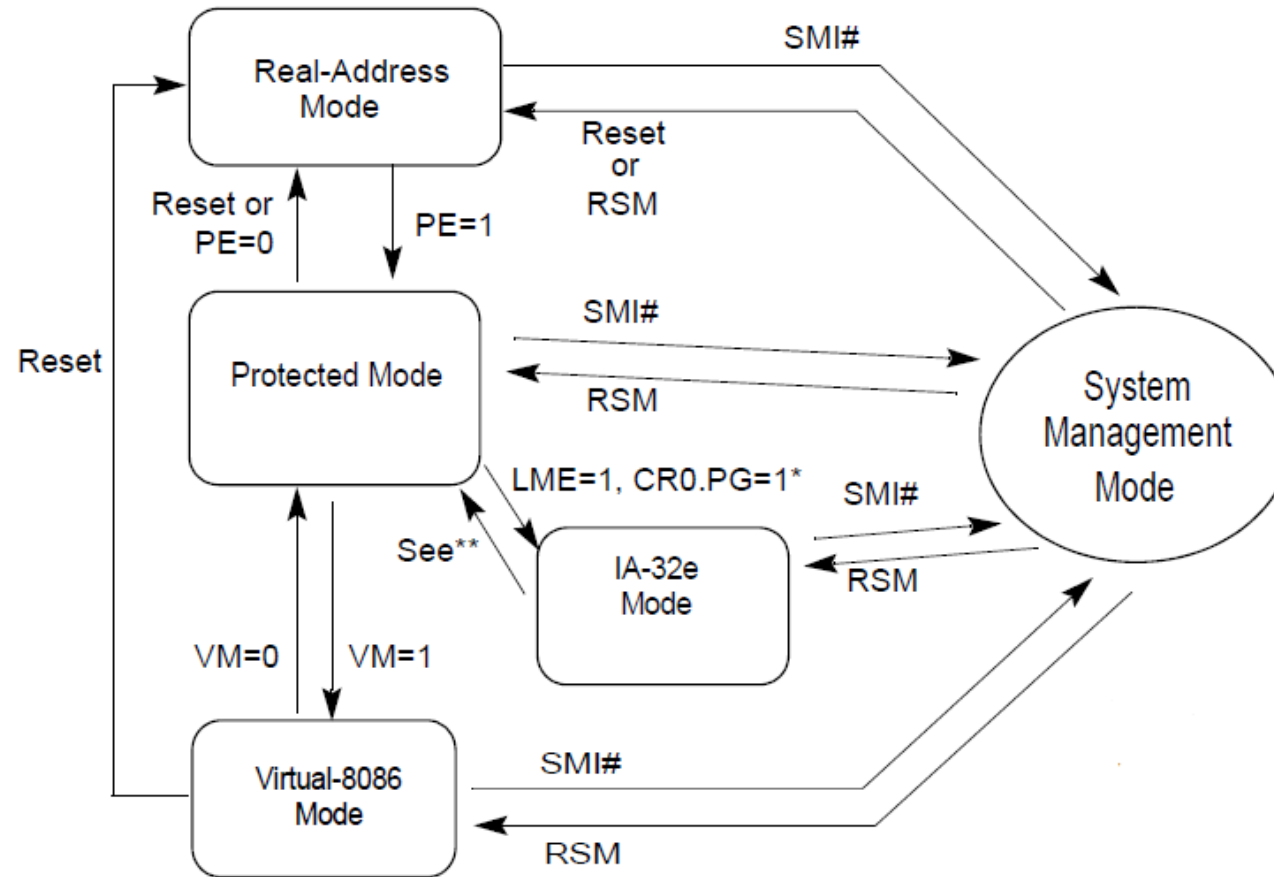 SMI#
Real-Address
Mode
Reset
or
RSM
Reset or
PE=0
PE=1
SMI#
Reset
Protected Mode
RSM
System
Management
Mode
LME=1, CR0.PG=1*
SMI#
See**
IA-32e
Mode
RSM
VM=0
VM=1
Virtual-8086
Mode
SMI#
RSM